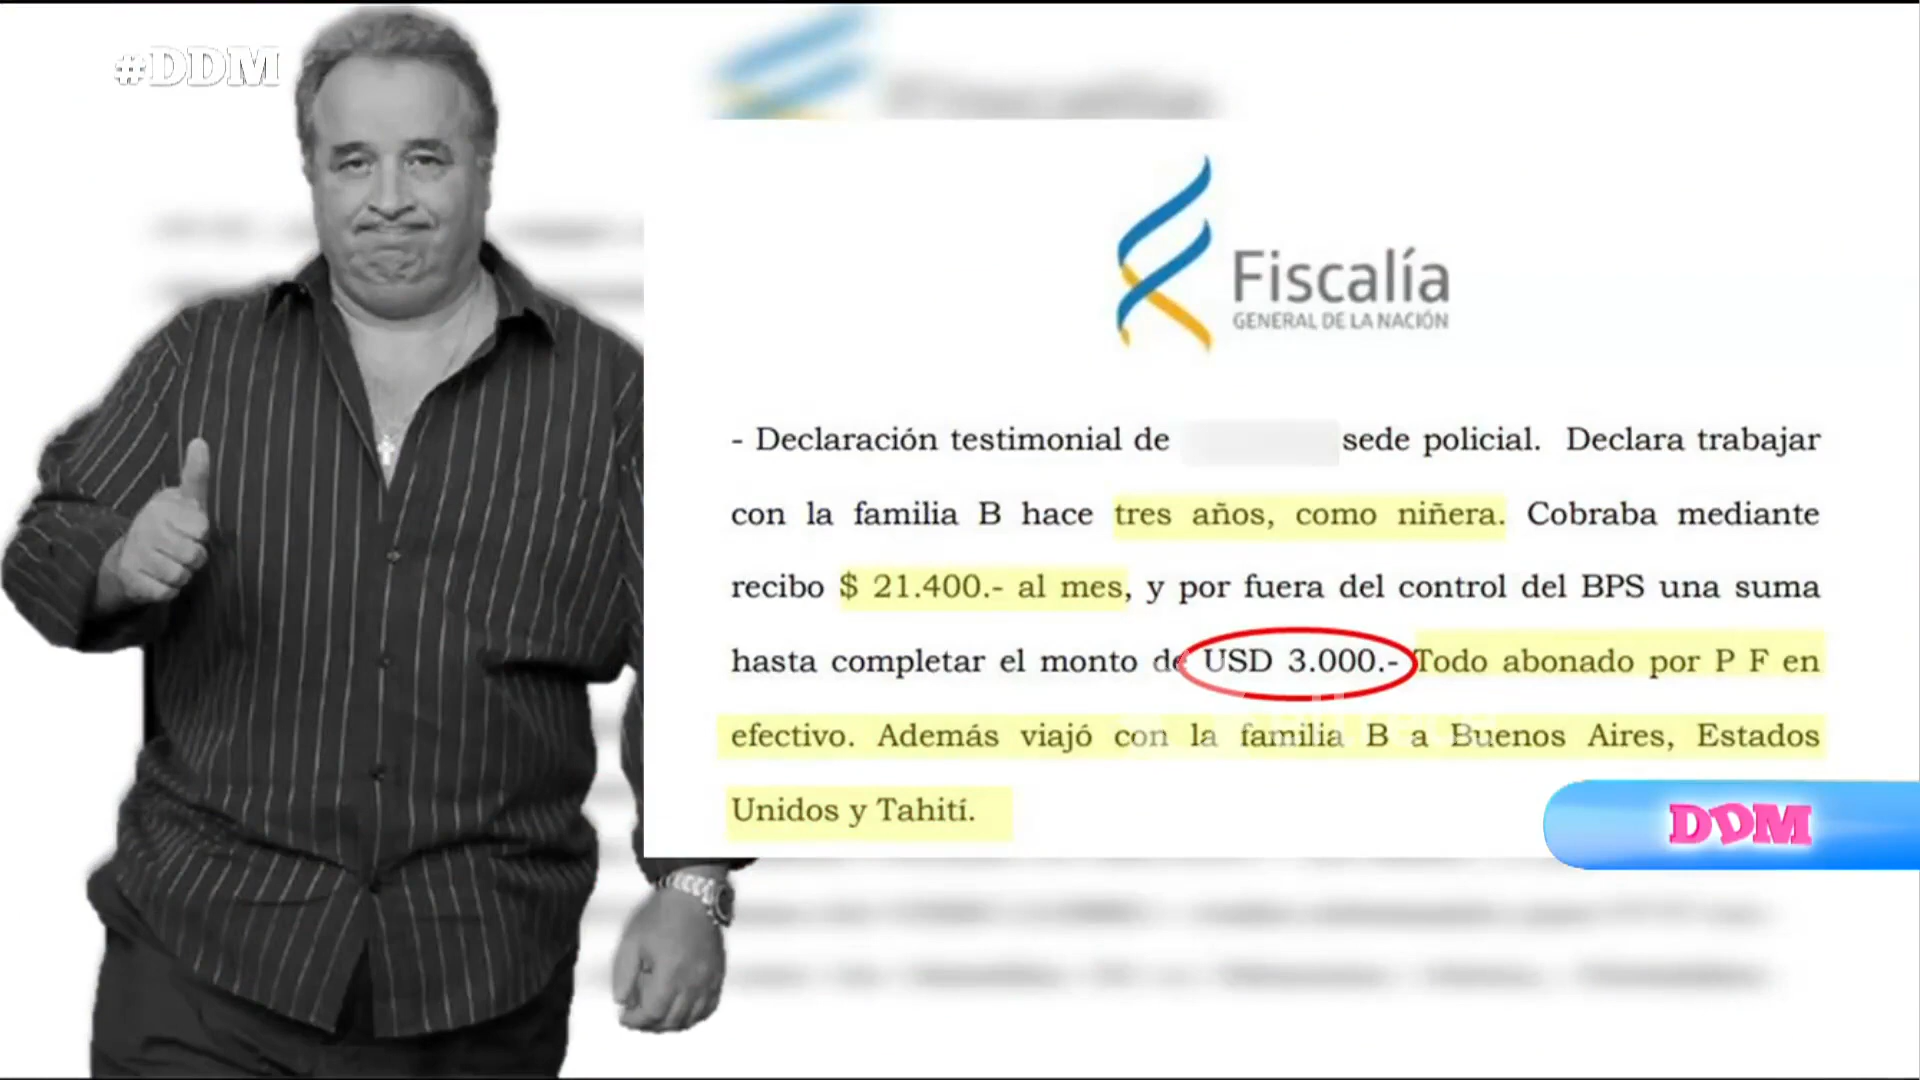 #DDM
Fiscalía
GENERAL DE LA NACIÓN
- Declaración testimonial de sede policial. Declara trabajar
con la familia B hace tres años, como niñera. Cobraba mediante
recibo $ 21.400.- al mes, y por fuera del control del BPS una suma
hasta completar el monto de USD 3.000.- Todo abonado por P F en
efectivo. Además viajó con la familia B a Buenos Aires, Estados
Unidos y Tahití.
DDM